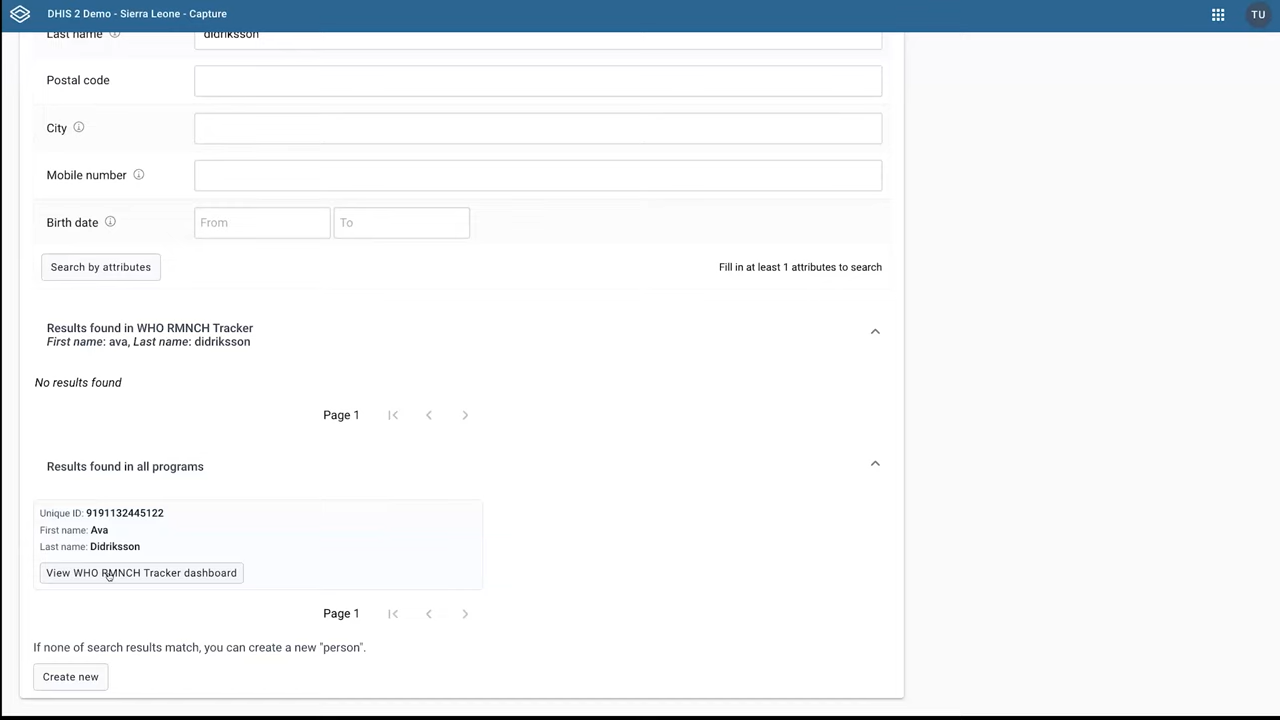 DHIS 2 Demo - Sierra Leone - Capture
TU
Last name didriksson
Postal code
City
Mobile number
Birth date From To
Search by attributes Fill in at least 1 attributes to search
Results found in WHO RMNCH Tracker
First name: ava, Last name: didriksson
No results found
Page 1
Results found in all programs
Unique ID: 9191132445122
First name: Ava
Last name: Didriksson
View WHO RMNCH Tracker dashboard
Page 1
If none of search results match, you can create a new "person".
Create new